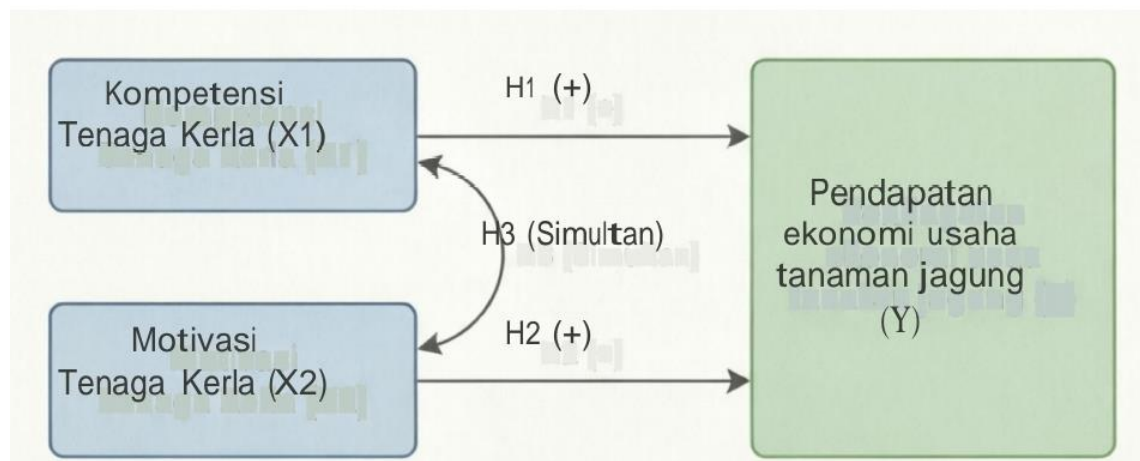 Kompetensi
Tenaga Kerla (X1)
H1 (+)
H3 (Simultan)
Motivasi
Tenaga Kerla (X2)
H2 (+)
Pendapatan
ekonomi usaha
tanaman jagung
(Y)